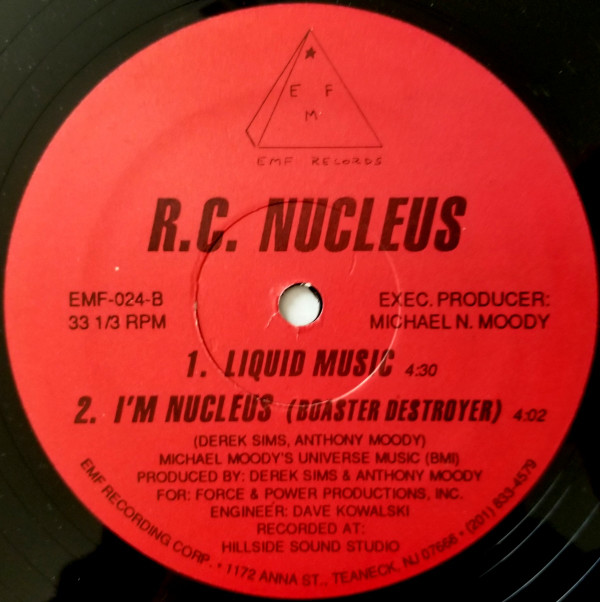 E F
M
EMF RECORDS
R.C. NUCLEUS
EMF-024-B
33 1/3 RPM
EXEC. PRODUCER:
MICHAEL N. MOODY
1. LIQUID MUSIC 4:30
2. I'M NUCLEUS (BOASTER DESTROYER) 4:02
(DEREK SIMS, ANTHONY MOODY)
MICHAEL MOODY'S UNIVERSE MUSIC (BMI)
PRODUCED BY: DEREK SIMS & ANTHONY MOODY
FOR: FORCE & POWER PRODUCTIONS, INC.
ENGINEER: DAVE KOWALSKI
RECORDED AT:
HILLSIDE SOUND STUDIO
EMF RECORDING CORP. • 1172 ANNA ST., TEANECK, NJ 07666 • (201) 833-4579